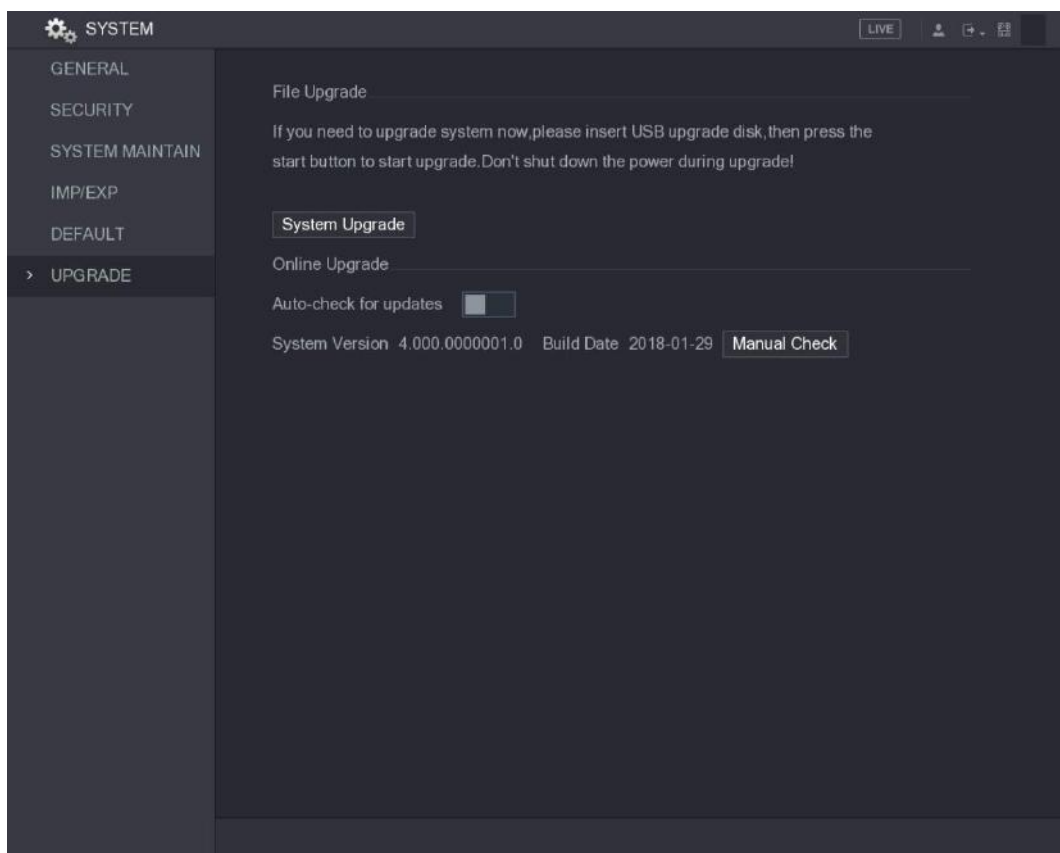 SYSTEM
LIVE
GENERAL
SECURITY
SYSTEM MAINTAIN
IMP/EXP
DEFAULT
> UPGRADE
File Upgrade
If you need to upgrade system now,please insert USB upgrade disk,then press the
start button to start upgrade.Don't shut down the power during upgrade!
System Upgrade
Online Upgrade
Auto-check for updates
System Version 4.000.0000001.0 Build Date 2018-01-29 Manual Check